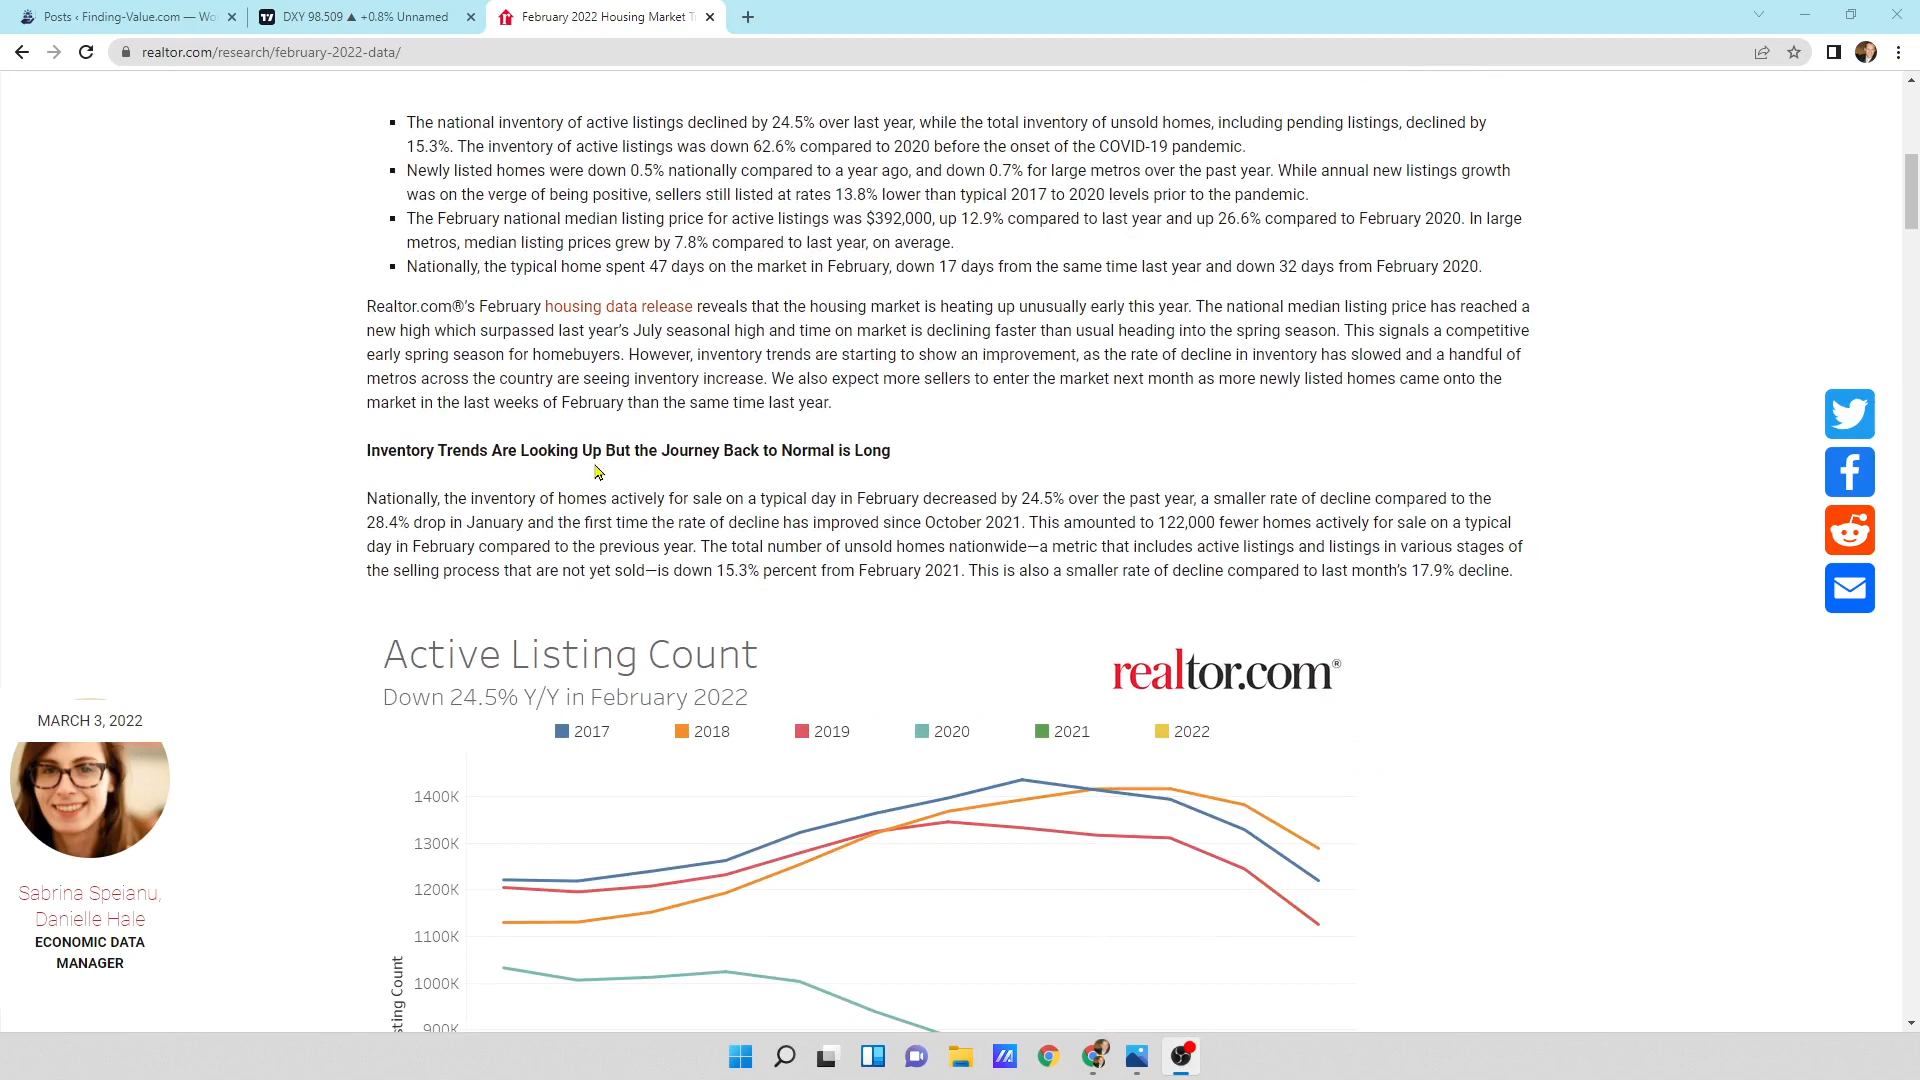 Posts ‹ Finding-Value.com — Wo
DXY 98.509 ▲ +0.8% Unnamed
February 2022 Housing Market T
realtor.com/research/february-2022-data/
▪ The national inventory of active listings declined by 24.5% over last year, while the total inventory of unsold homes, including pending listings, declined by
15.3%. The inventory of active listings was down 62.6% compared to 2020 before the onset of the COVID-19 pandemic.
▪ Newly listed homes were down 0.5% nationally compared to a year ago, and down 0.7% for large metros over the past year. While annual new listings growth
was on the verge of being positive, sellers still listed at rates 13.8% lower than typical 2017 to 2020 levels prior to the pandemic.
▪ The February national median listing price for active listings was $392,000, up 12.9% compared to last year and up 26.6% compared to February 2020. In large
metros, median listing prices grew by 7.8% compared to last year, on average.
▪ Nationally, the typical home spent 47 days on the market in February, down 17 days from the same time last year and down 32 days from February 2020.
Realtor.com®'s February housing data release reveals that the housing market is heating up unusually early this year. The national median listing price has reached a
new high which surpassed last year's July seasonal high and time on market is declining faster than usual heading into the spring season. This signals a competitive
early spring season for homebuyers. However, inventory trends are starting to show an improvement, as the rate of decline in inventory has slowed and a handful of
metros across the country are seeing inventory increase. We also expect more sellers to enter the market next month as more newly listed homes came onto the
market in the last weeks of February than the same time last year.
Inventory Trends Are Looking Up But the Journey Back to Normal is Long
Nationally, the inventory of homes actively for sale on a typical day in February decreased by 24.5% over the past year, a smaller rate of decline compared to the
28.4% drop in January and the first time the rate of decline has improved since October 2021. This amounted to 122,000 fewer homes actively for sale on a typical
day in February compared to the previous year. The total number of unsold homes nationwide—a metric that includes active listings and listings in various stages of
the selling process that are not yet sold—is down 15.3% percent from February 2021. This is also a smaller rate of decline compared to last month's 17.9% decline.
Active Listing Count
realtor.com®
Down 24.5% Y/Y in February 2022
2017 2018 2019 2020 2021 2022
1400K
1300K
1200K
1100K
1000K
900K
sting Count
MARCH 3, 2022
Sabrina Speianu,
Danielle Hale
ECONOMIC DATA
MANAGER